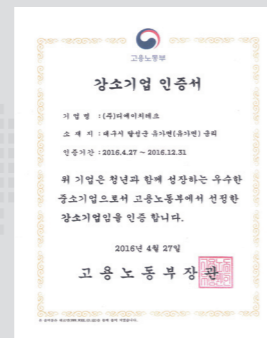 고용노동부
강소기업 인증서
기 업 명 : (주)디에이치테크
소 재 지 : 대구시 달성군 유가면(유가면) 금리
인증기간 : 2016.4.27 ~ 2016.12.31
위 기업은 청년과 함께 성장하는 우수한
중소기업으로서 고용노동부에서 선정한
강소기업임을 인증 합니다.
2016년 4월 27일
고 용 노 동 부 장 관